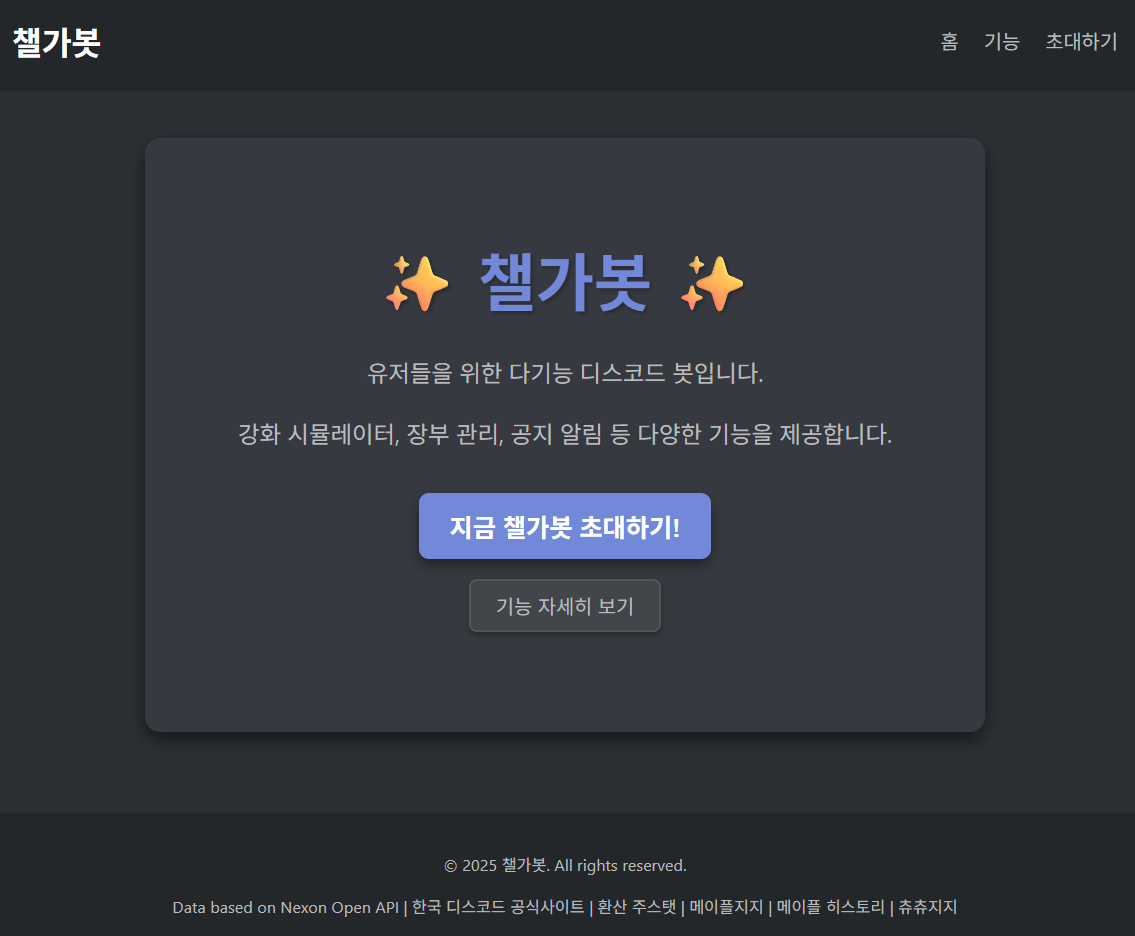 챌가봇
홈 기능 초대하기
✨ 챌가봇 ✨
유저들을 위한 다기능 디스코드 봇입니다.
강화 시뮬레이터, 장부 관리, 공지 알림 등 다양한 기능을 제공합니다.
지금 챌가봇 초대하기!
기능 자세히 보기
© 2025 챌가봇. All rights reserved.
Data based on Nexon Open API | 한국 디스코드 공식사이트 | 환산 주스탯 | 메이플지지 | 메이플 히스토리 | 츄츄지지